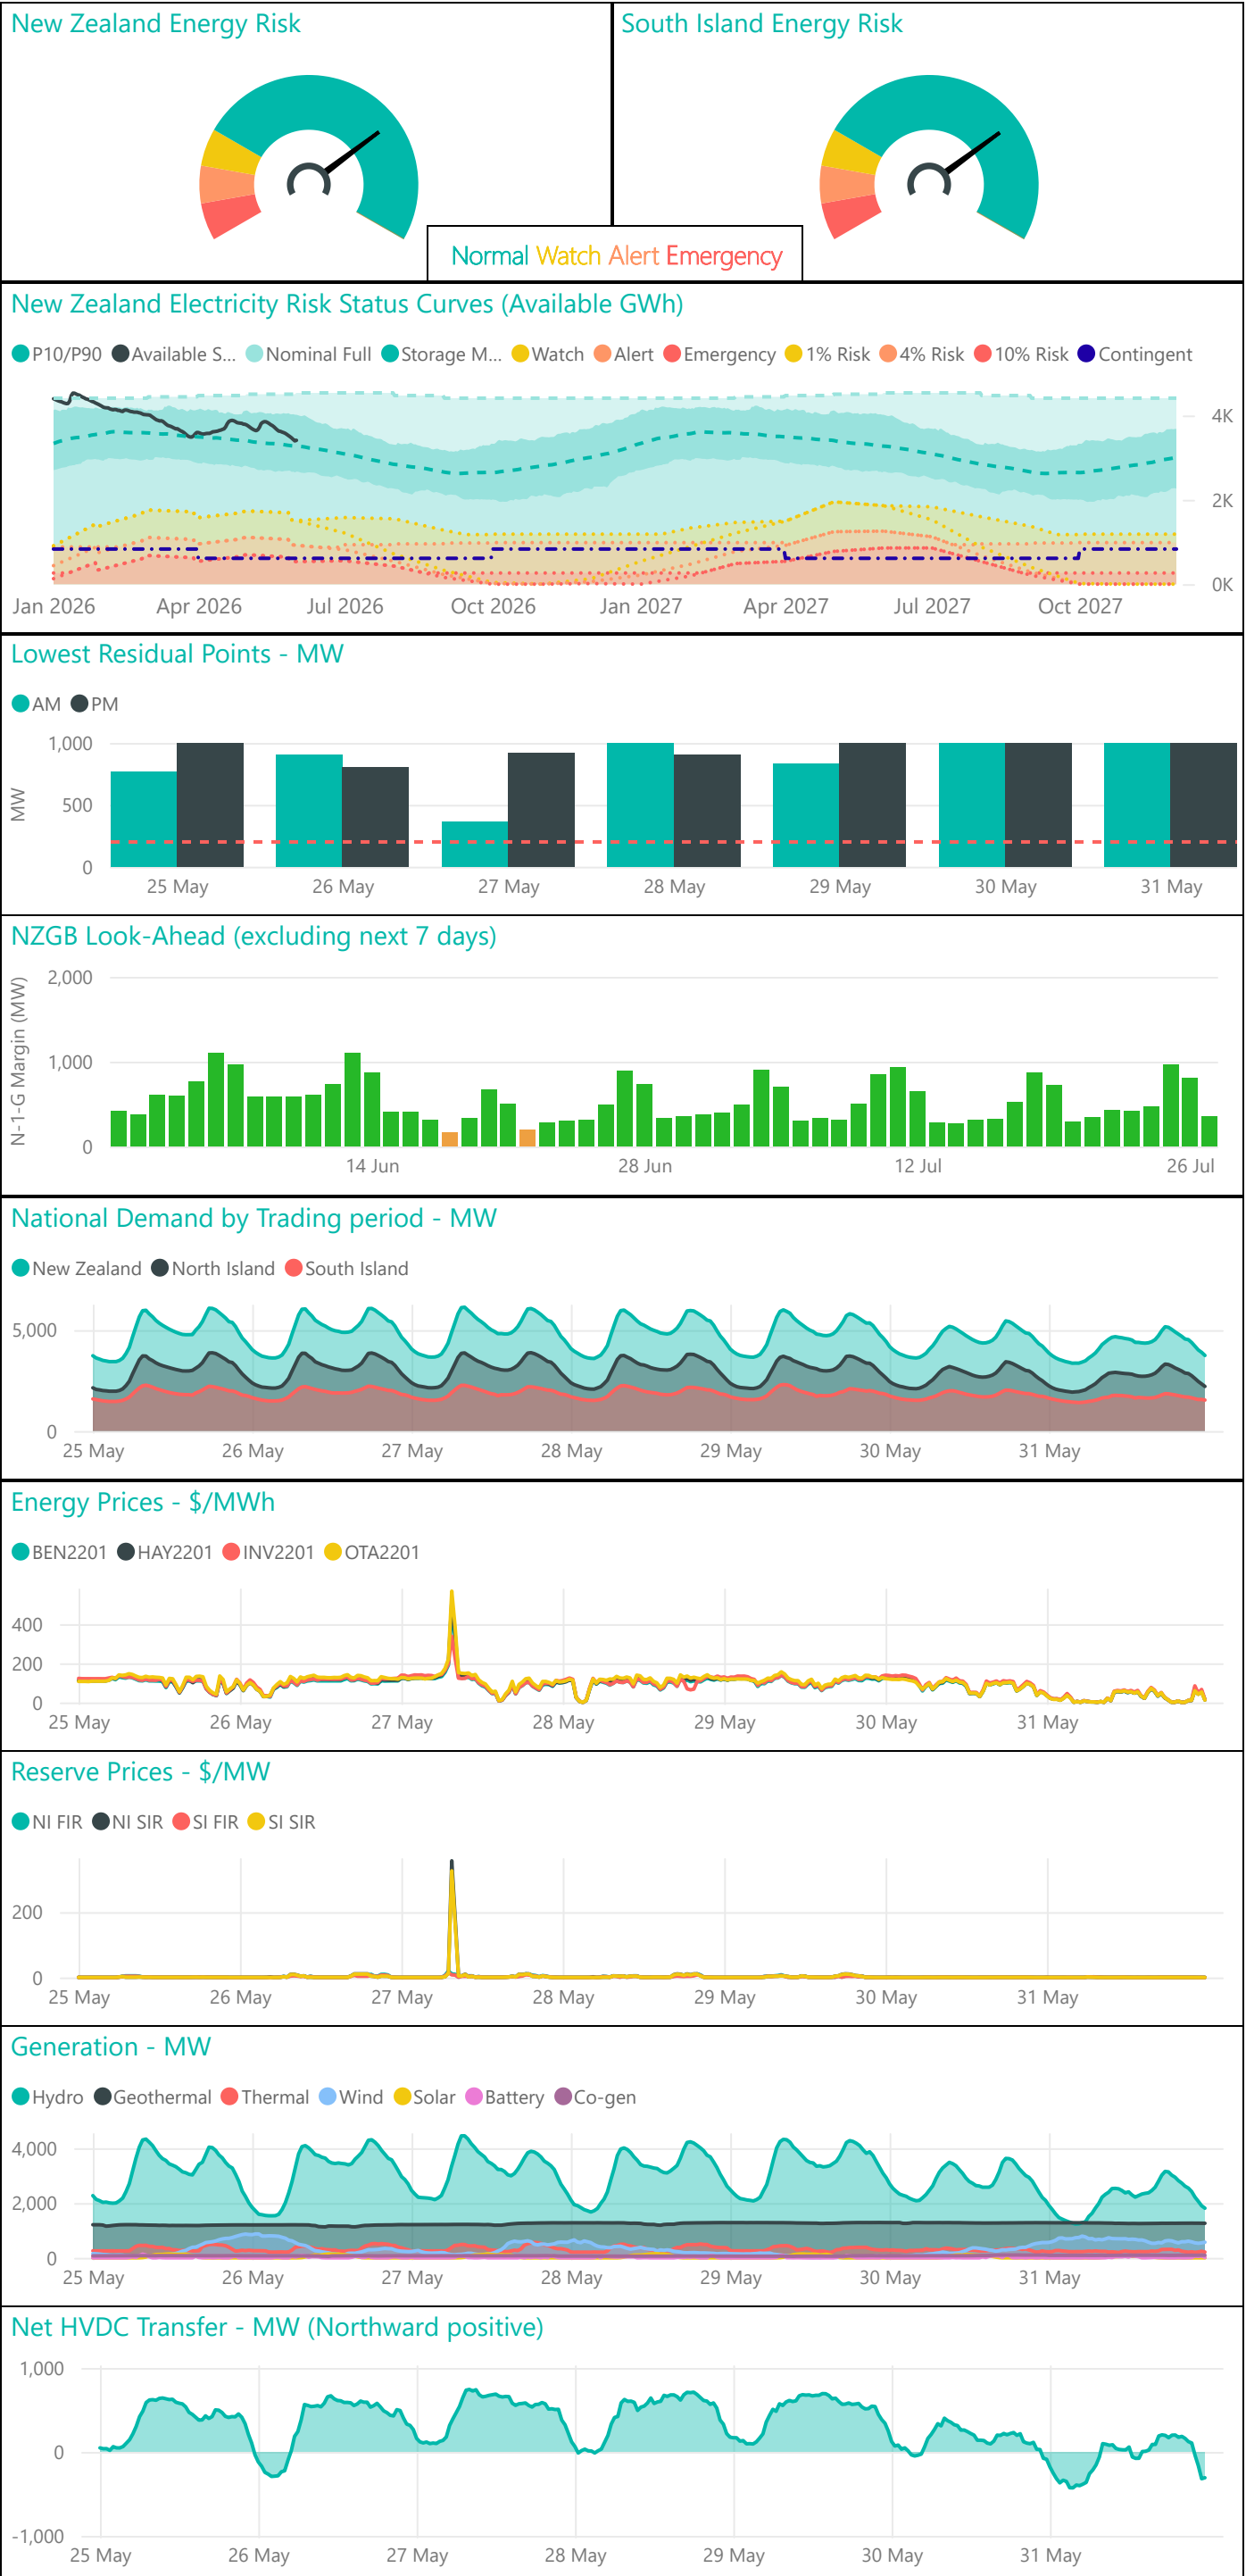 New Zealand Energy Risk
South Island Energy Risk
Normal Watch Alert Emergency
New Zealand Electricity Risk Status Curves (Available GWh)
P10/P90 Available S... Nominal Full Storage M... Watch Alert Emergency 1% Risk 4% Risk 10% Risk Contingent
4K
2K
0K
Jan 2026 Apr 2026 Jul 2026 Oct 2026 Jan 2027 Apr 2027 Jul 2027 Oct 2027
Lowest Residual Points - MW
AM PM
MW
1,000
500
0
25 May 26 May 27 May 28 May 29 May 30 May 31 May
NZGB Look-Ahead (excluding next 7 days)
N-1-G Margin (MW)
2,000
1,000
0
14 Jun 28 Jun 12 Jul 26 Jul
National Demand by Trading period - MW
New Zealand North Island South Island
5,000
0
25 May 26 May 27 May 28 May 29 May 30 May 31 May
Energy Prices - $/MWh
BEN2201 HAY2201 INV2201 OTA2201
400
200
0
25 May 26 May 27 May 28 May 29 May 30 May 31 May
Reserve Prices - $/MW
NI FIR NI SIR SI FIR SI SIR
200
0
25 May 26 May 27 May 28 May 29 May 30 May 31 May
Generation - MW
Hydro Geothermal Thermal Wind Solar Battery Co-gen
4,000
2,000
0
25 May 26 May 27 May 28 May 29 May 30 May 31 May
Net HVDC Transfer - MW (Northward positive)
1,000
0
-1,000
25 May 26 May 27 May 28 May 29 May 30 May 31 May